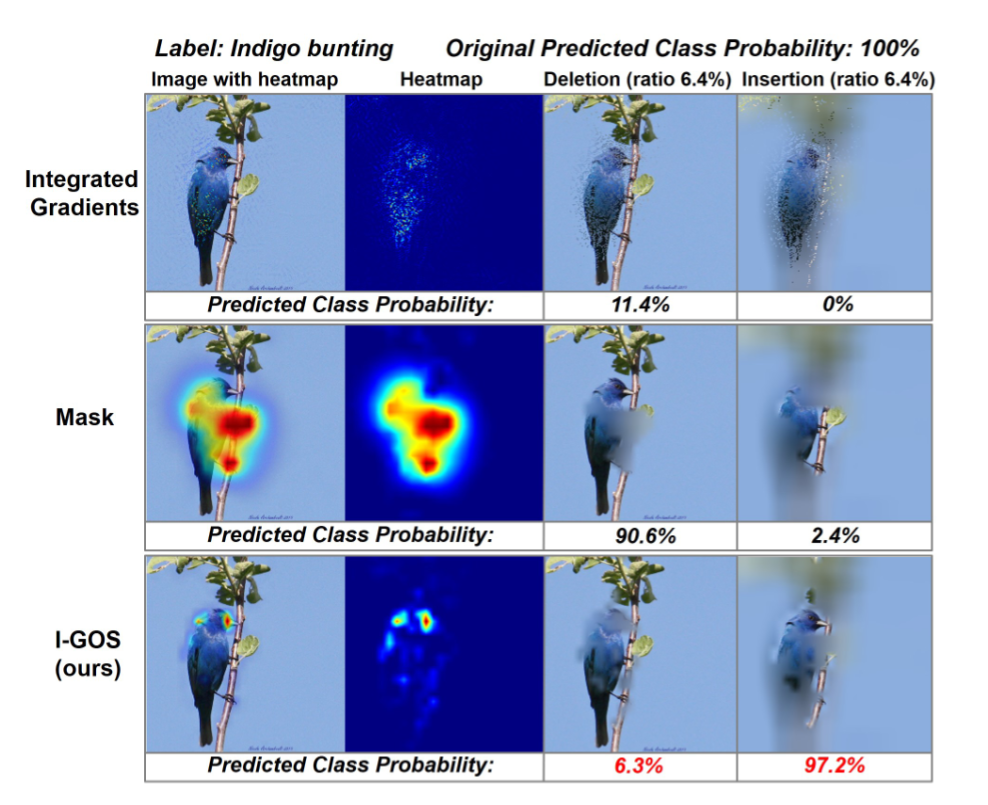 Label: Indigo bunting Original Predicted Class Probability: 100%
Image with heatmap Heatmap Deletion (ratio 6.4%) Insertion (ratio 6.4%)
Integrated
Gradients
Predicted Class Probability: 11.4% 0%
Mask
Predicted Class Probability: 90.6% 2.4%
I-GOS
(ours)
Predicted Class Probability: 6.3% 97.2%